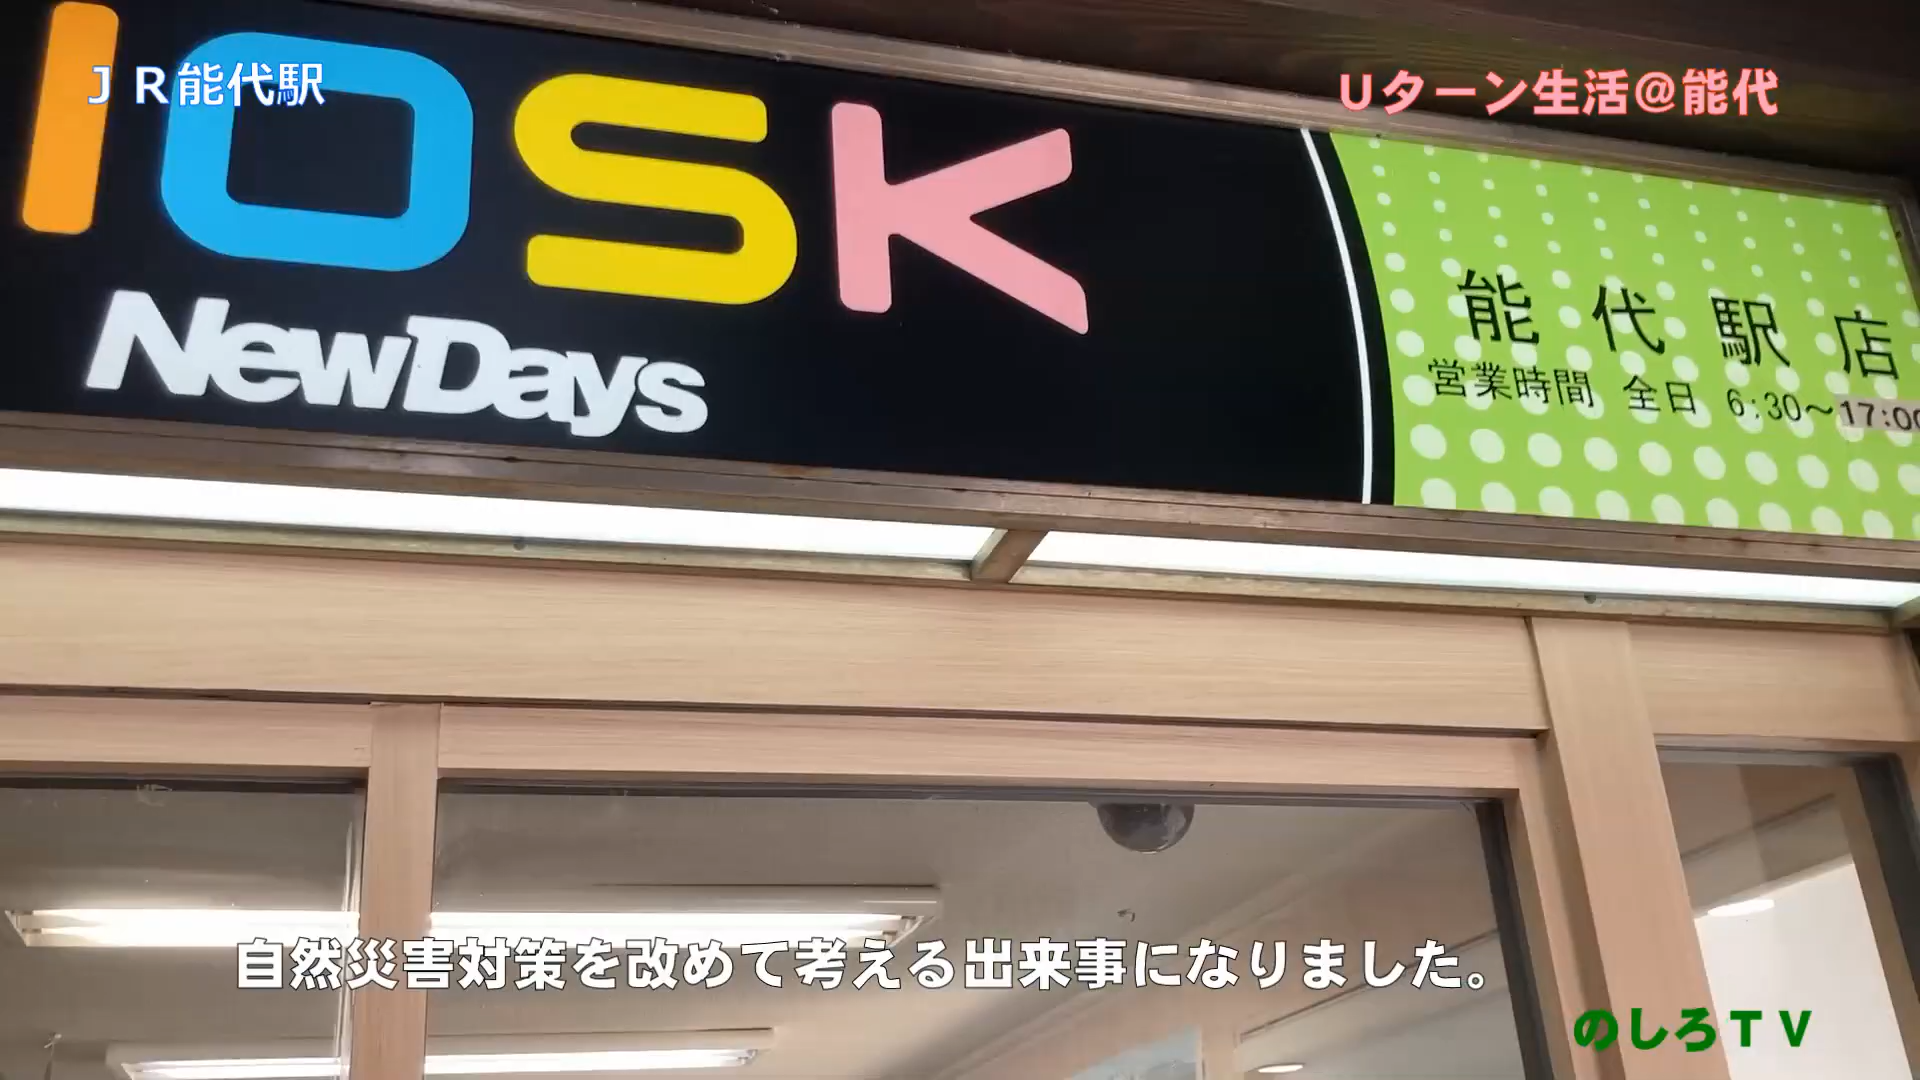 ＪＲ能代駅
Uターン生活＠能代
IOSK
NewDays
能代駅店
営業時間 全日 6:30～17:00
自然災害対策を改めて考える出来事になりました。
のしろTV